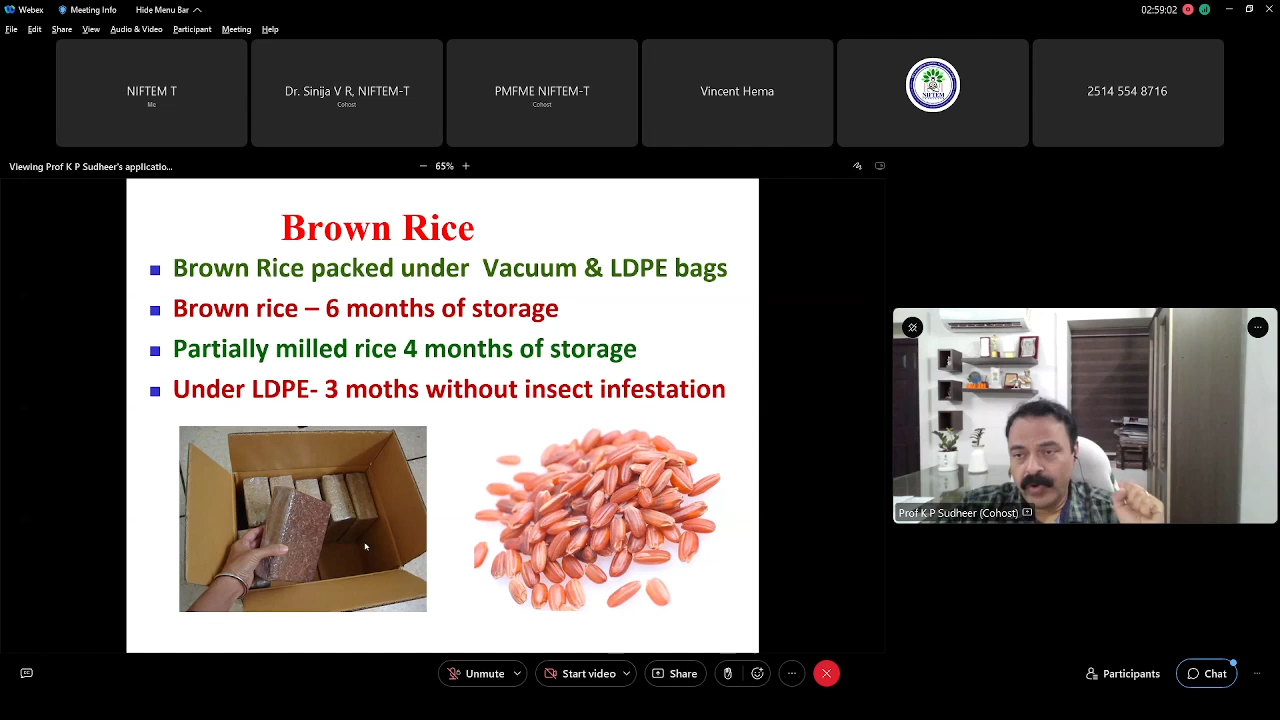 Webex
Meeting Info
Hide Menu Bar
02:59:02
File
Edit
Share
View
Audio & Video
Participant
Meeting
Help
NIFTEM T
Me
Dr. Sinija V R, NIFTEM-T
Cohost
PMFME NIFTEM-T
Cohost
Vincent Hema
NIFTEM
2514 554 8716
Viewing Prof K P Sudheer's applicatio...
65%
Brown Rice
Brown Rice packed under Vacuum & LDPE bags
Brown rice – 6 months of storage
Partially milled rice 4 months of storage
Under LDPE- 3 moths without insect infestation
Prof K P Sudheer (Cohost)
Unmute
Start video
Share
Participants
Chat